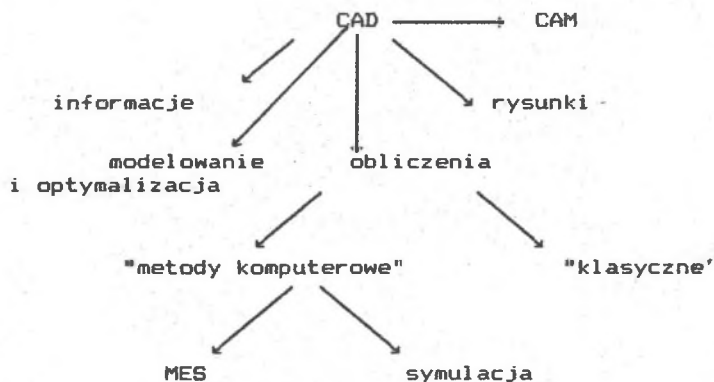 CAD CAM
informacje rysunki
modelowanie obliczenia
i optymalizacja
"metody komputerowe" "klasyczne"
MES symulacja